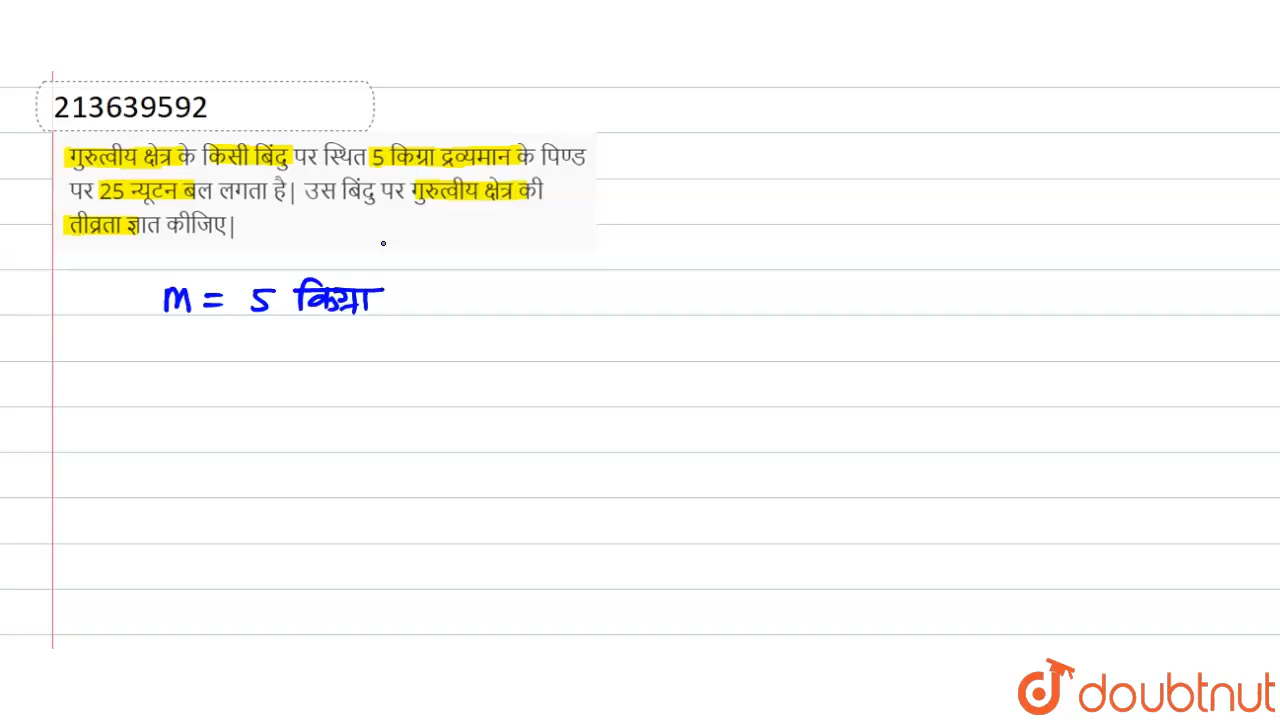 213639592
गुरुत्वीय क्षेत्र के किसी बिंदु पर स्थित 5 किग्रा द्रव्यमान के पिण्ड
पर 25 न्यूटन बल लगता है| उस बिंदु पर गुरुत्वीय क्षेत्र की
तीव्रता ज्ञात कीजिए|
m = 5 किग्रा
doubtnut